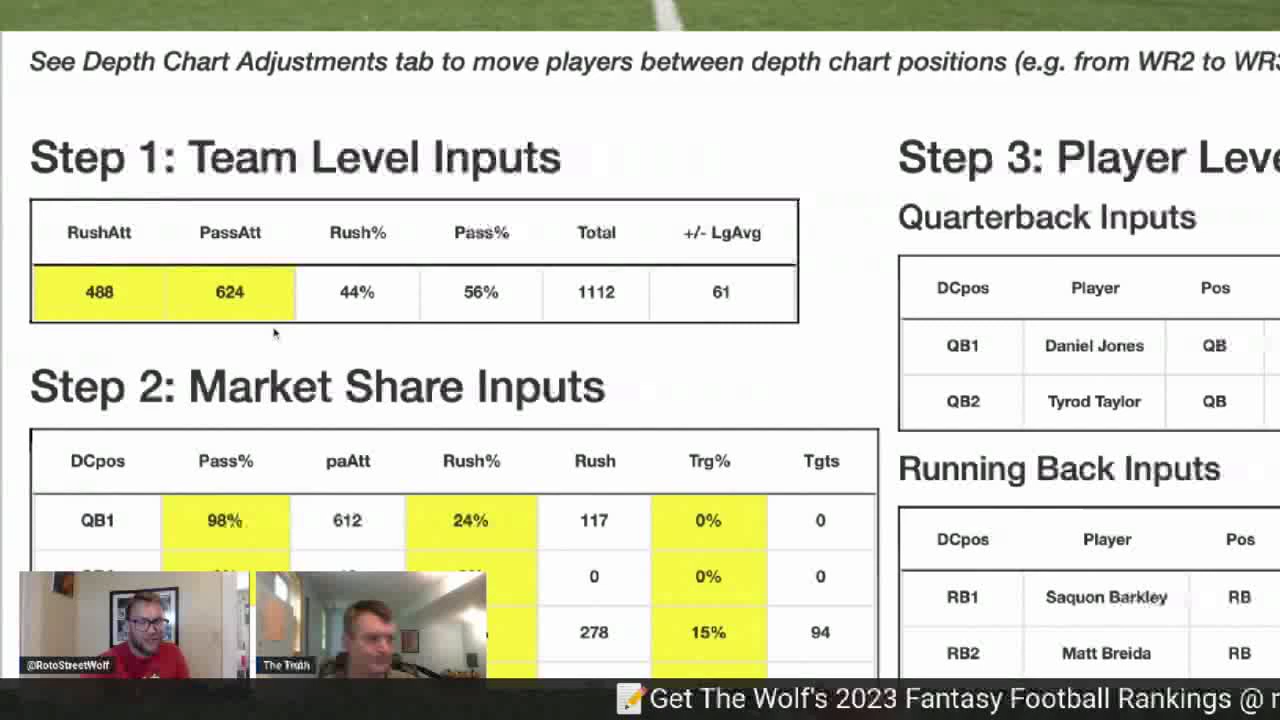 See Depth Chart Adjustments tab to move players between depth chart positions (e.g. from WR2 to WR3
Step 1: Team Level Inputs
RushAtt PassAtt Rush% Pass% Total +/- LgAvg
488 624 44% 56% 1112 61
Step 2: Market Share Inputs
DCpos Pass% paAtt Rush% Rush Trg% Tgts
QB1 98% 612 24% 117 0% 0
0 0% 0
278 15% 94
Step 3: Player Leve
Quarterback Inputs
DCpos Player Pos
QB1 Daniel Jones QB
QB2 Tyrod Taylor QB
Running Back Inputs
DCpos Player Pos
RB1 Saquon Barkley RB
RB2 Matt Breida RB
@RotoStreetWolf
The Truth
Get The Wolf's 2023 Fantasy Football Rankings @